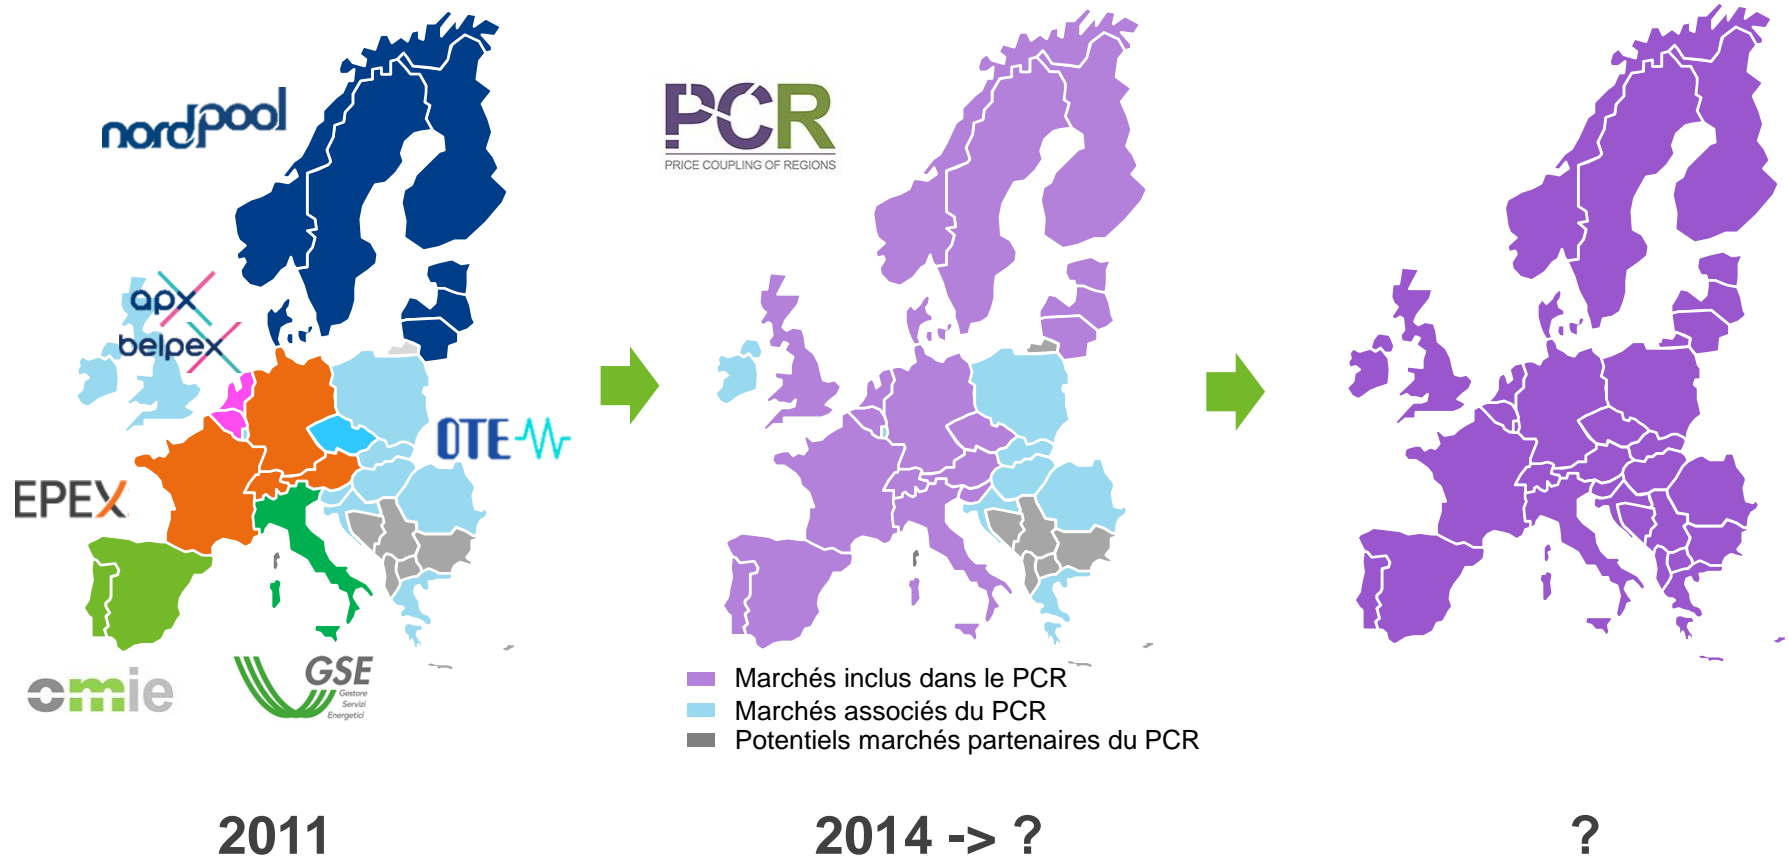 nordpool
apx
belpex
OTE
EPEX
omie
GSE
Gestore
Servizi
Energetici
PCR
PRICE COUPLING OF REGIONS
Marchés inclus dans le PCR
Marchés associés du PCR
Potentiels marchés partenaires du PCR
2011
2014 -> ?
?